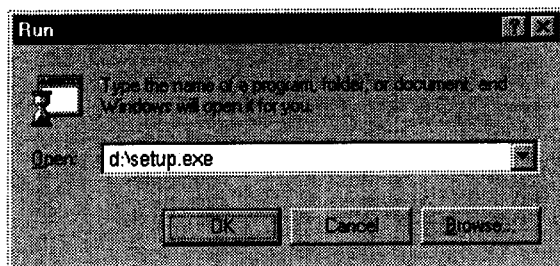 Run
Type the name of a program, folder, or document, and
Windows will open it for you.
Open: d:\setup.exe
OK Cancel Browse...